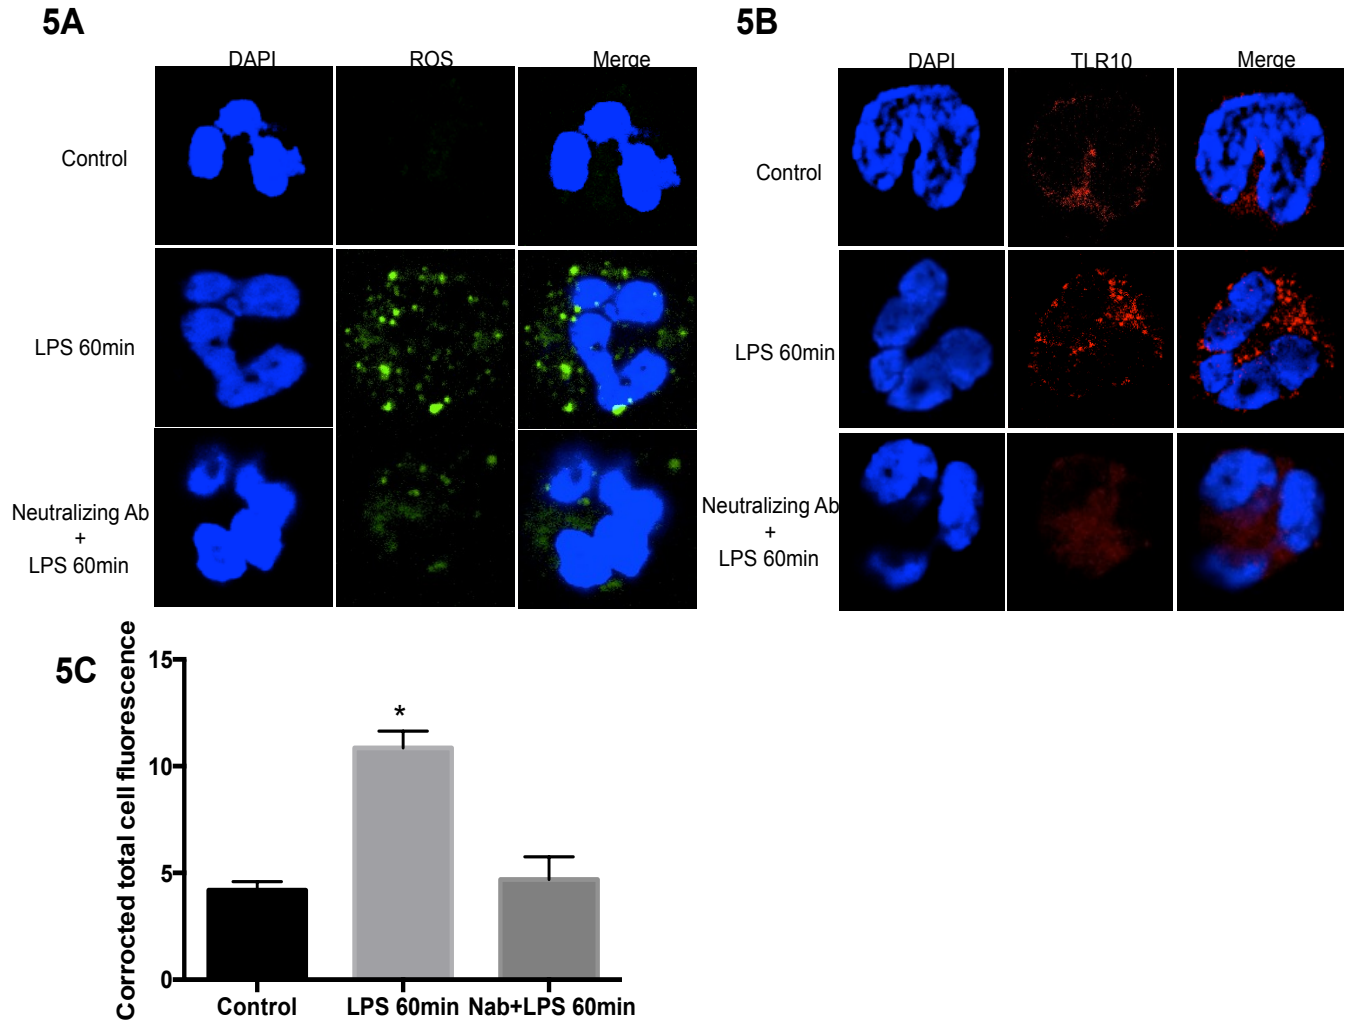 5A
DAPI ROS Merge
Control
LPS 60min
Neutralizing Ab
+
LPS 60min
5B
DAPI TLR10 Merge
Control
LPS 60min
Neutralizing Ab
+
LPS 60min
5C
Corrocted total cell fluorescence
15
10
5
0
*
Control LPS 60min Nab+LPS 60min